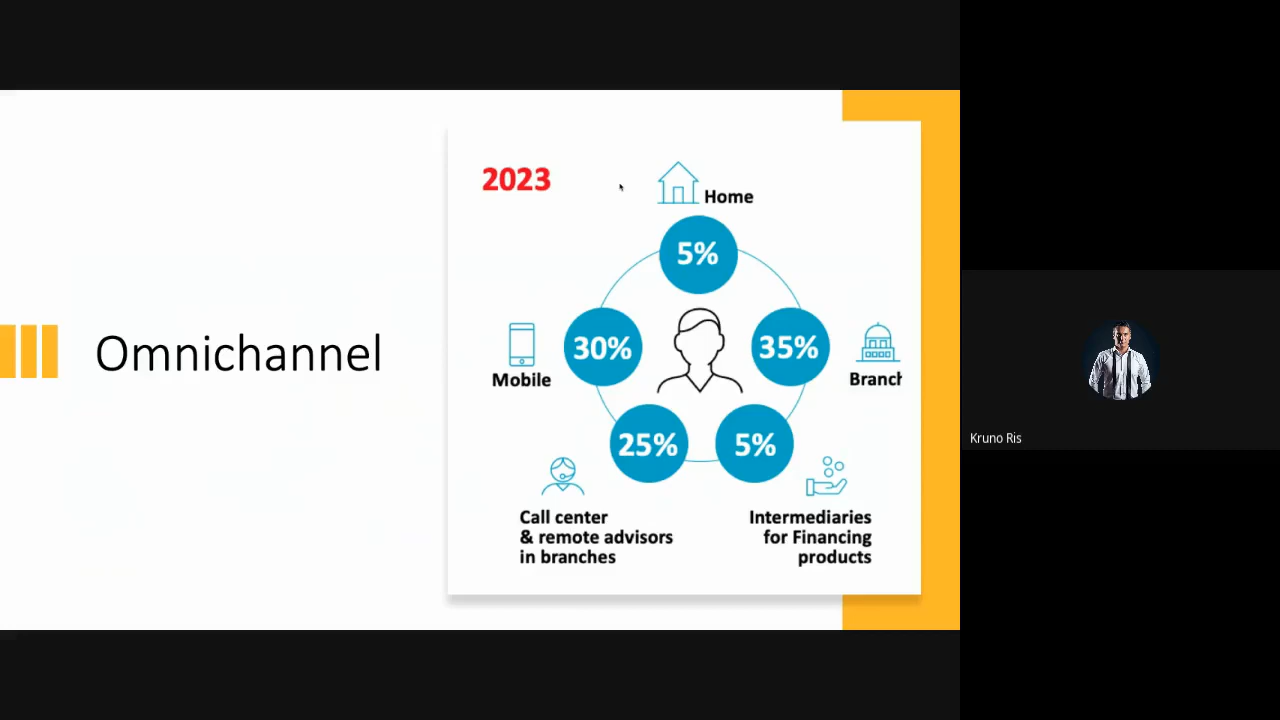 Omnichannel
2023
Home
5%
30%
35%
Mobile
Branch
25%
5%
Call center
& remote advisors
in branches
Intermediaries
for Financing
products
Kruno Ris